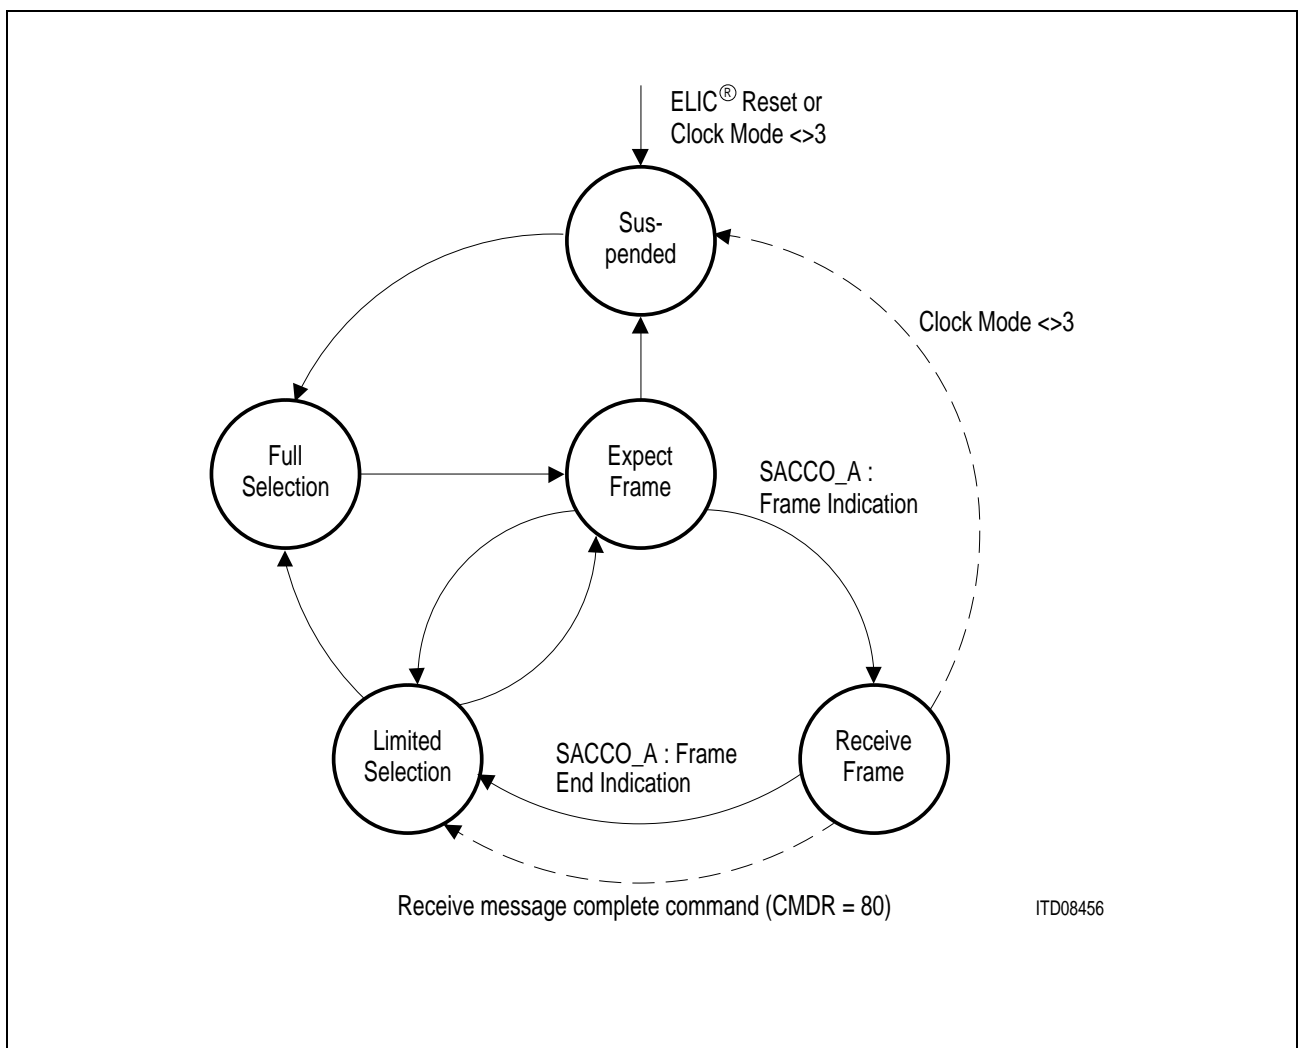 ELIC® Reset or
Clock Mode <>3
Sus-
pended
Clock Mode <>3
Full
Selection
Expect
Frame
SACCO_A :
Frame Indication
Limited
Selection
SACCO_A : Frame
End Indication
Receive
Frame
Receive message complete command (CMDR = 80)
ITD08456